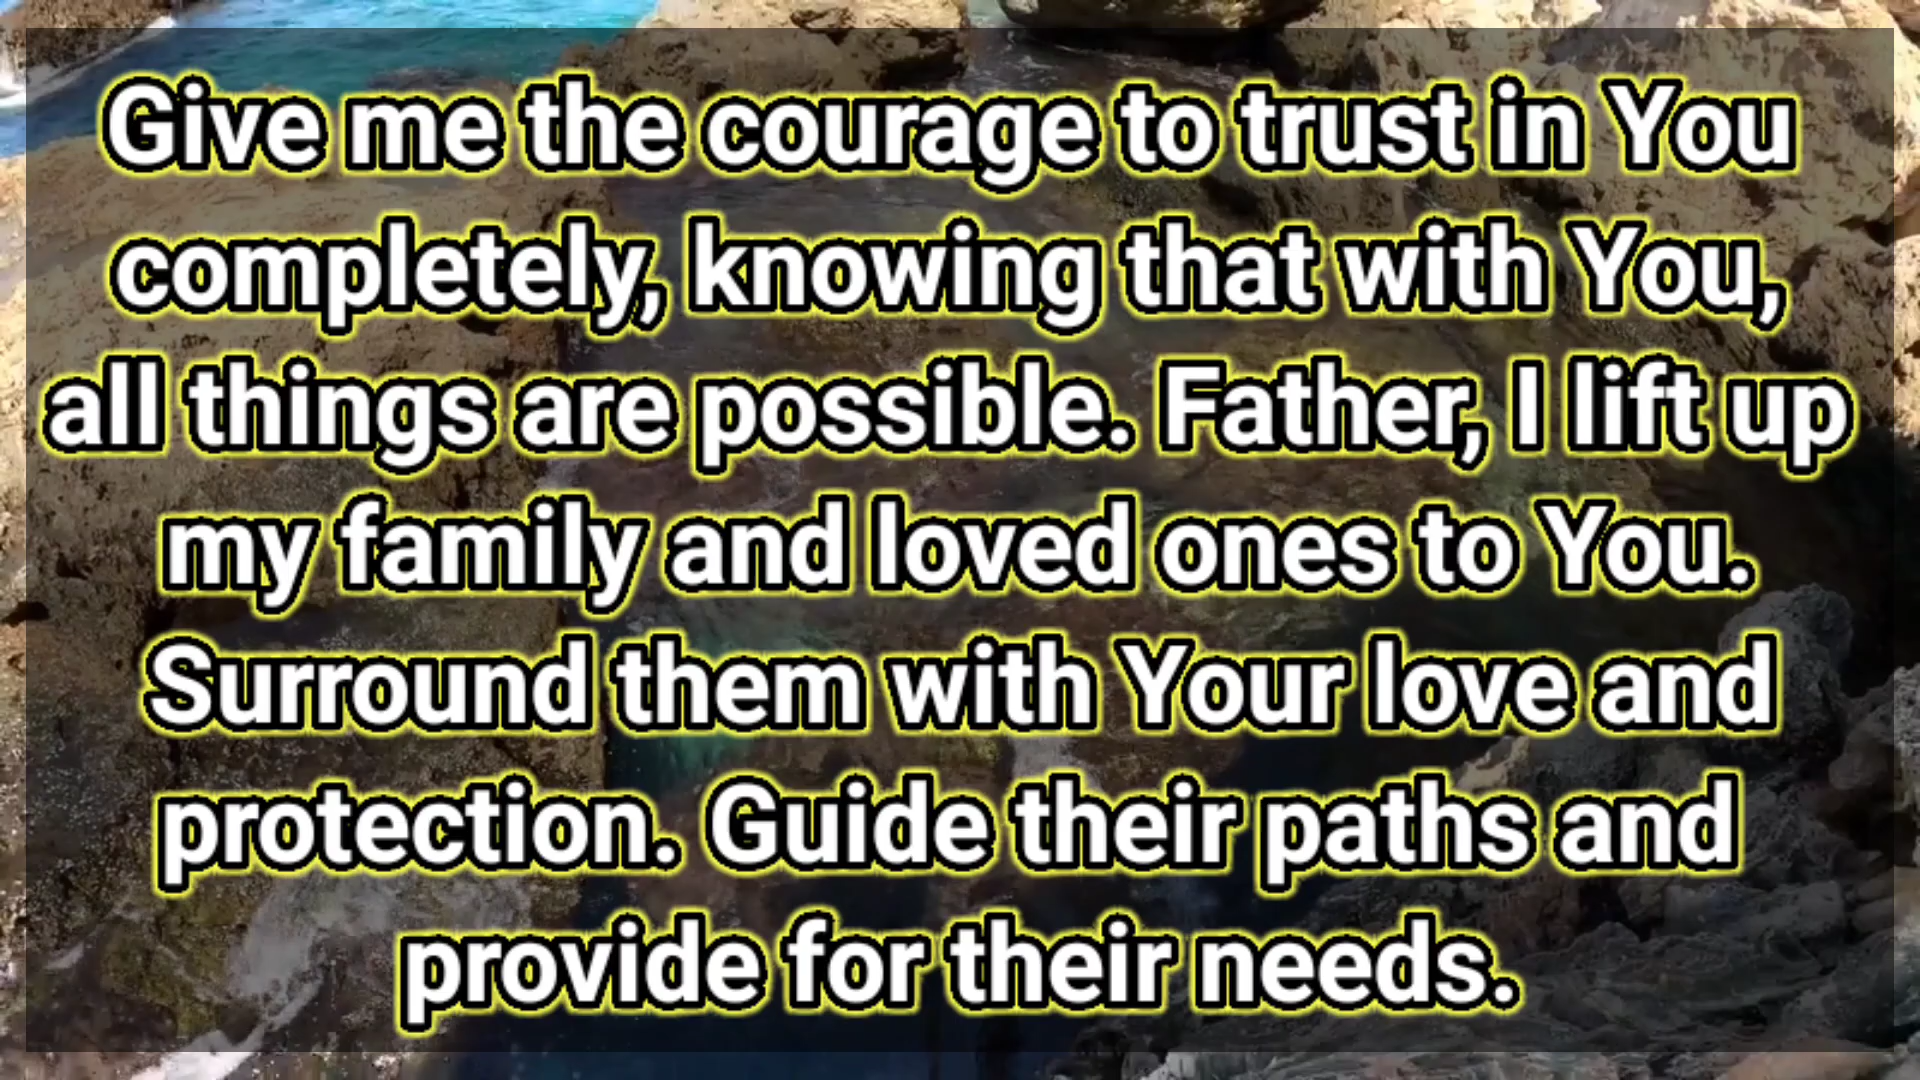 Give me the courage to trust in You
completely, knowing that with You,
all things are possible. Father, I lift up
my family and loved ones to You.
Surround them with Your love and
protection. Guide their paths and
provide for their needs.